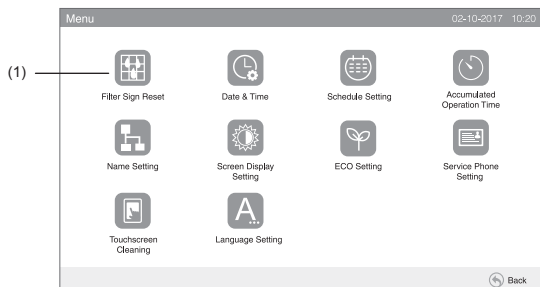 Menu 02-10-2017 10:20
(1)
Filter Sign Reset Date & Time Schedule Setting Accumulated
Operation Time
Name Setting Screen Display
Setting ECO Setting Service Phone
Setting
Touchscreen
Cleaning Language Setting
A...
Back